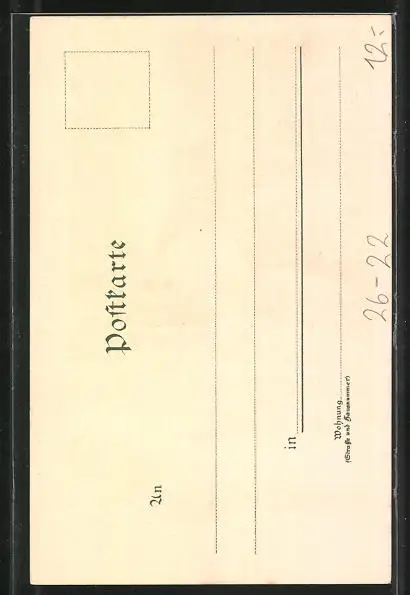 Postkarte
An
in
Wohnung
(Straße und Hausnummer)
26-22
12,-